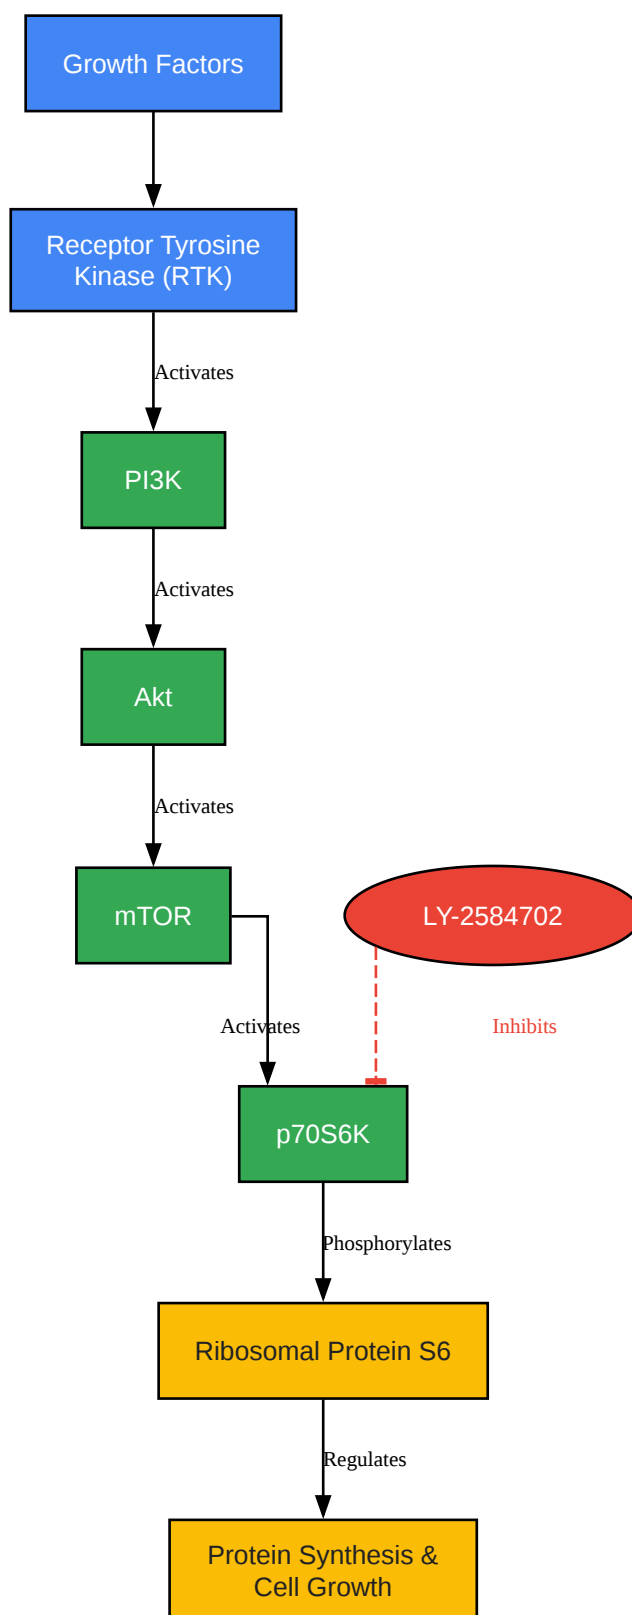 Growth Factors
Receptor Tyrosine
Kinase (RTK)
Activates
PI3K
Activates
Akt
Activates
mTOR
LY-2584702
Activates
Inhibits
p70S6K
Phosphorylates
Ribosomal Protein S6
Regulates
Protein Synthesis &
Cell Growth